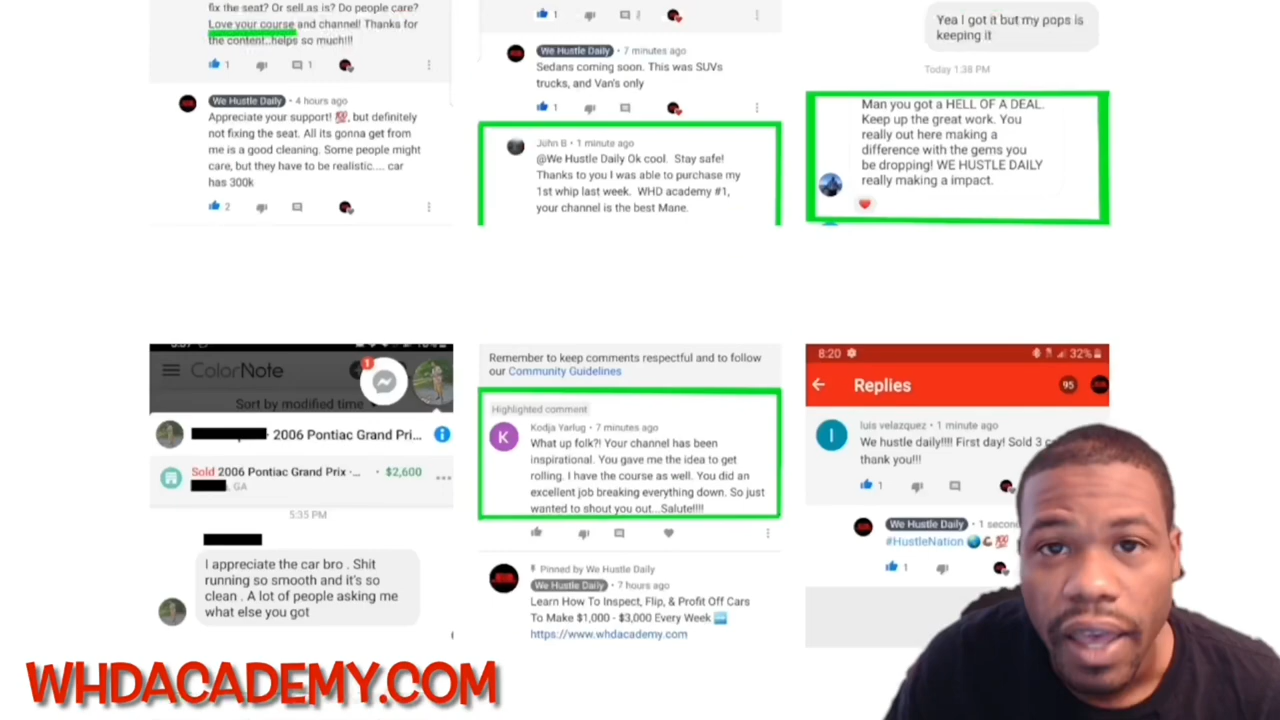 fix the seat? Or sell as is? Do people care?
Love your course and channel! Thanks for
the content..helps so much!!!
1
1
We Hustle Daily • 4 hours ago
Appreciate your support! 💯, but definitely
not fixing the seat. All its gonna get from
me is a good cleaning. Some people might
care, but they have to be realistic.... car
has 300k
2
1
We Hustle Daily • 7 minutes ago
Sedans coming soon. This was SUVs
trucks, and Van's only
1
John B • 1 minute ago
@We Hustle Daily Ok cool. Stay safe!
Thanks to you I was able to purchase my
1st whip last week. WHD academy #1,
your channel is the best Mane.
Yea I got it but my pops is
keeping it
Today 1:38 PM
Man you got a HELL OF A DEAL.
Keep up the great work. You
really out here making a
difference with the gems you
be dropping! WE HUSTLE DAILY
really making a impact.
ColorNote
1
Sort by modified time
2006 Pontiac Grand Pri...
Sold 2006 Pontiac Grand Prix ·... • $2,600
, GA
5:35 PM
I appreciate the car bro . Shit
running so smooth and it's so
clean . A lot of people asking me
what else you got
Remember to keep comments respectful and to follow
our Community Guidelines
Highlighted comment
K
Kodja Yarlug • 7 minutes ago
What up folk?! Your channel has been
inspirational. You gave me the idea to get
rolling. I have the course as well. You did an
excellent job breaking everything down. So just
wanted to shout you out...Salute!!!!
Pinned by We Hustle Daily
We Hustle Daily • 7 hours ago
Learn How To Inspect, Flip, & Profit Off Cars
To Make $1,000 - $3,000 Every Week
https://www.whdacademy.com
8:20 32%
Replies 95
I
luis velazquez • 1 minute ago
We hustle daily!!!! First day! Sold 3
thank you!!!
1
We Hustle Daily • 1
#HustleNation 🌎💪💯
1
WHDACADEMY.COM